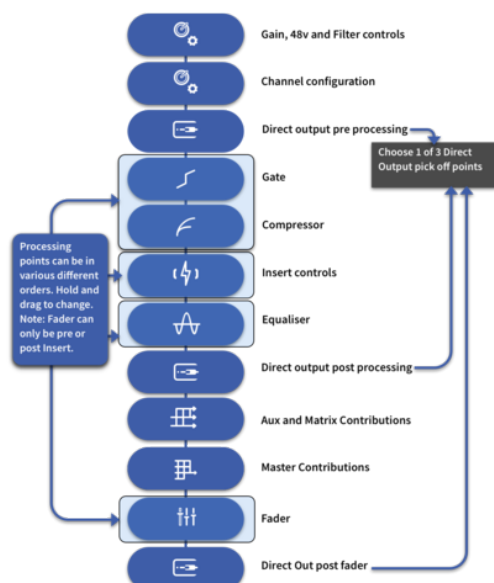 Gain, 48v and Filter controls
Channel configuration
Direct output pre processing
Choose 1 of 3 Direct
Output pick off points
Gate
Compressor
Processing
points can be in
various different
orders. Hold and
drag to change.
Note: Fader can
only be pre or
post Insert.
Insert controls
Equaliser
Direct output post processing
Aux and Matrix Contributions
Master Contributions
Fader
Direct Out post fader